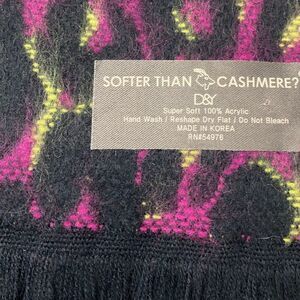 SOFTER THAN CASHMERE?
D&Y
Super Soft 100% Acrylic
Hand Wash / Reshape Dry Flat / Do Not Bleach
MADE IN KOREA
RN#54978